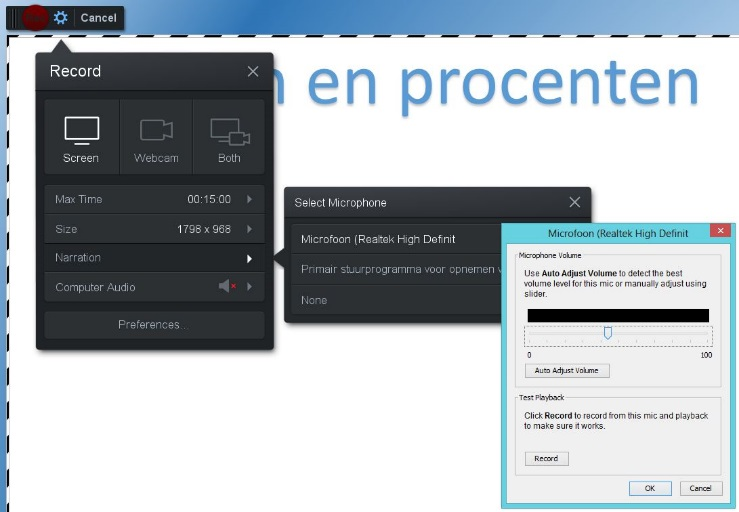 Cancel
Record
en procenten
Screen
Webcam
Both
Max Time 00:15:00
Size 1798 x 968
Narration
Computer Audio
Preferences...
Select Microphone
Microfoon (Realtek High Definit
Primair stuurprogramma voor opnemen v
None
Microfoon (Realtek High Definit
Microphone Volume
Use Auto Adjust Volume to detect the best
volume level for this mic or manually adjust using
slider.
0 100
Auto Adjust Volume
Test Playback
Click Record to record from this mic and playback
to make sure it works.
Record
OK Cancel